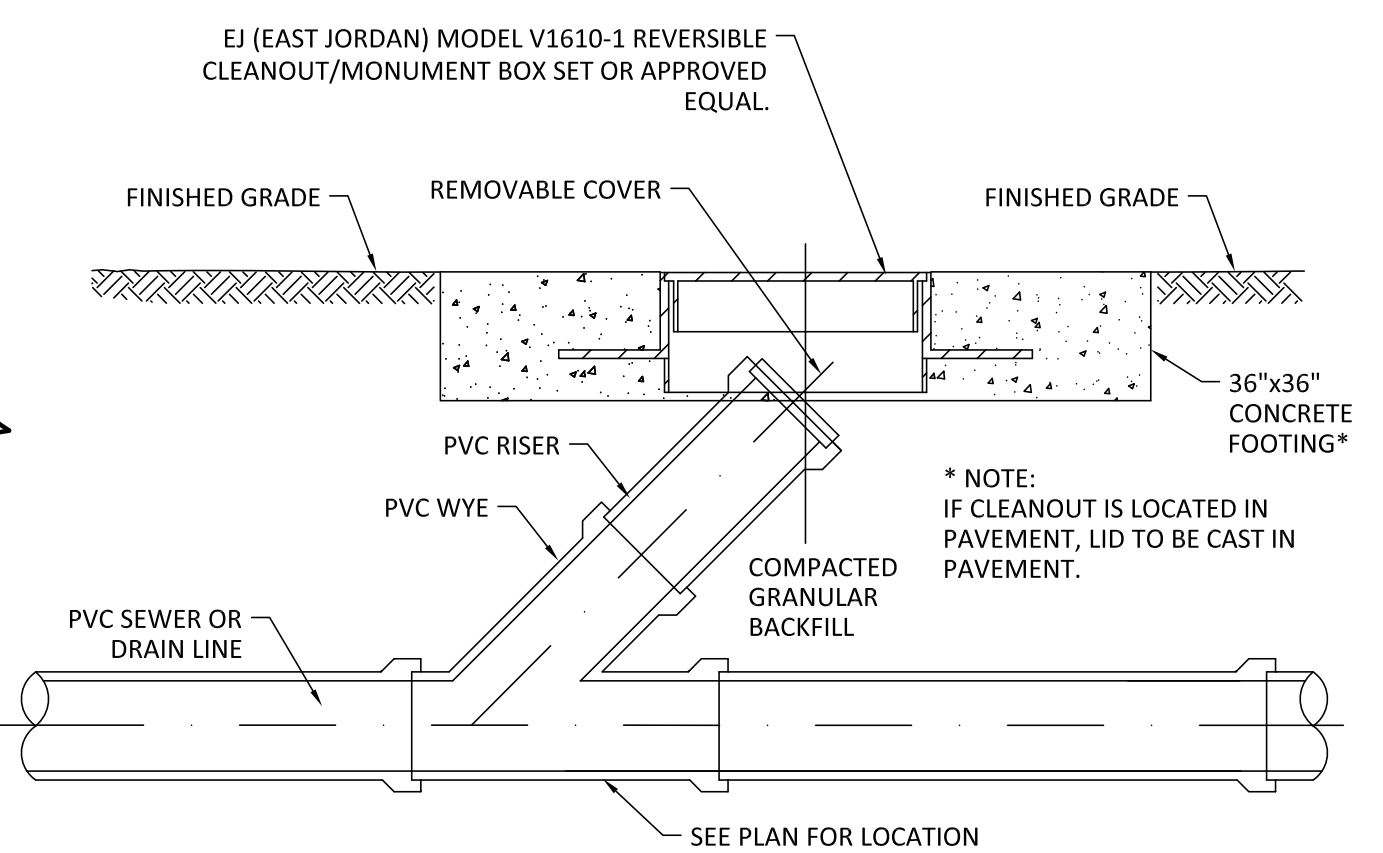 EJ (EAST JORDAN) MODEL V1610-1 REVERSIBLE
CLEANOUT/MONUMENT BOX SET OR APPROVED
EQUAL.
FINISHED GRADE
REMOVABLE COVER
FINISHED GRADE
36"x36"
CONCRETE
FOOTING*
PVC RISER
PVC WYE
* NOTE:
IF CLEANOUT IS LOCATED IN
PAVEMENT, LID TO BE CAST IN
PAVEMENT.
COMPACTED
GRANULAR
BACKFILL
PVC SEWER OR
DRAIN LINE
SEE PLAN FOR LOCATION